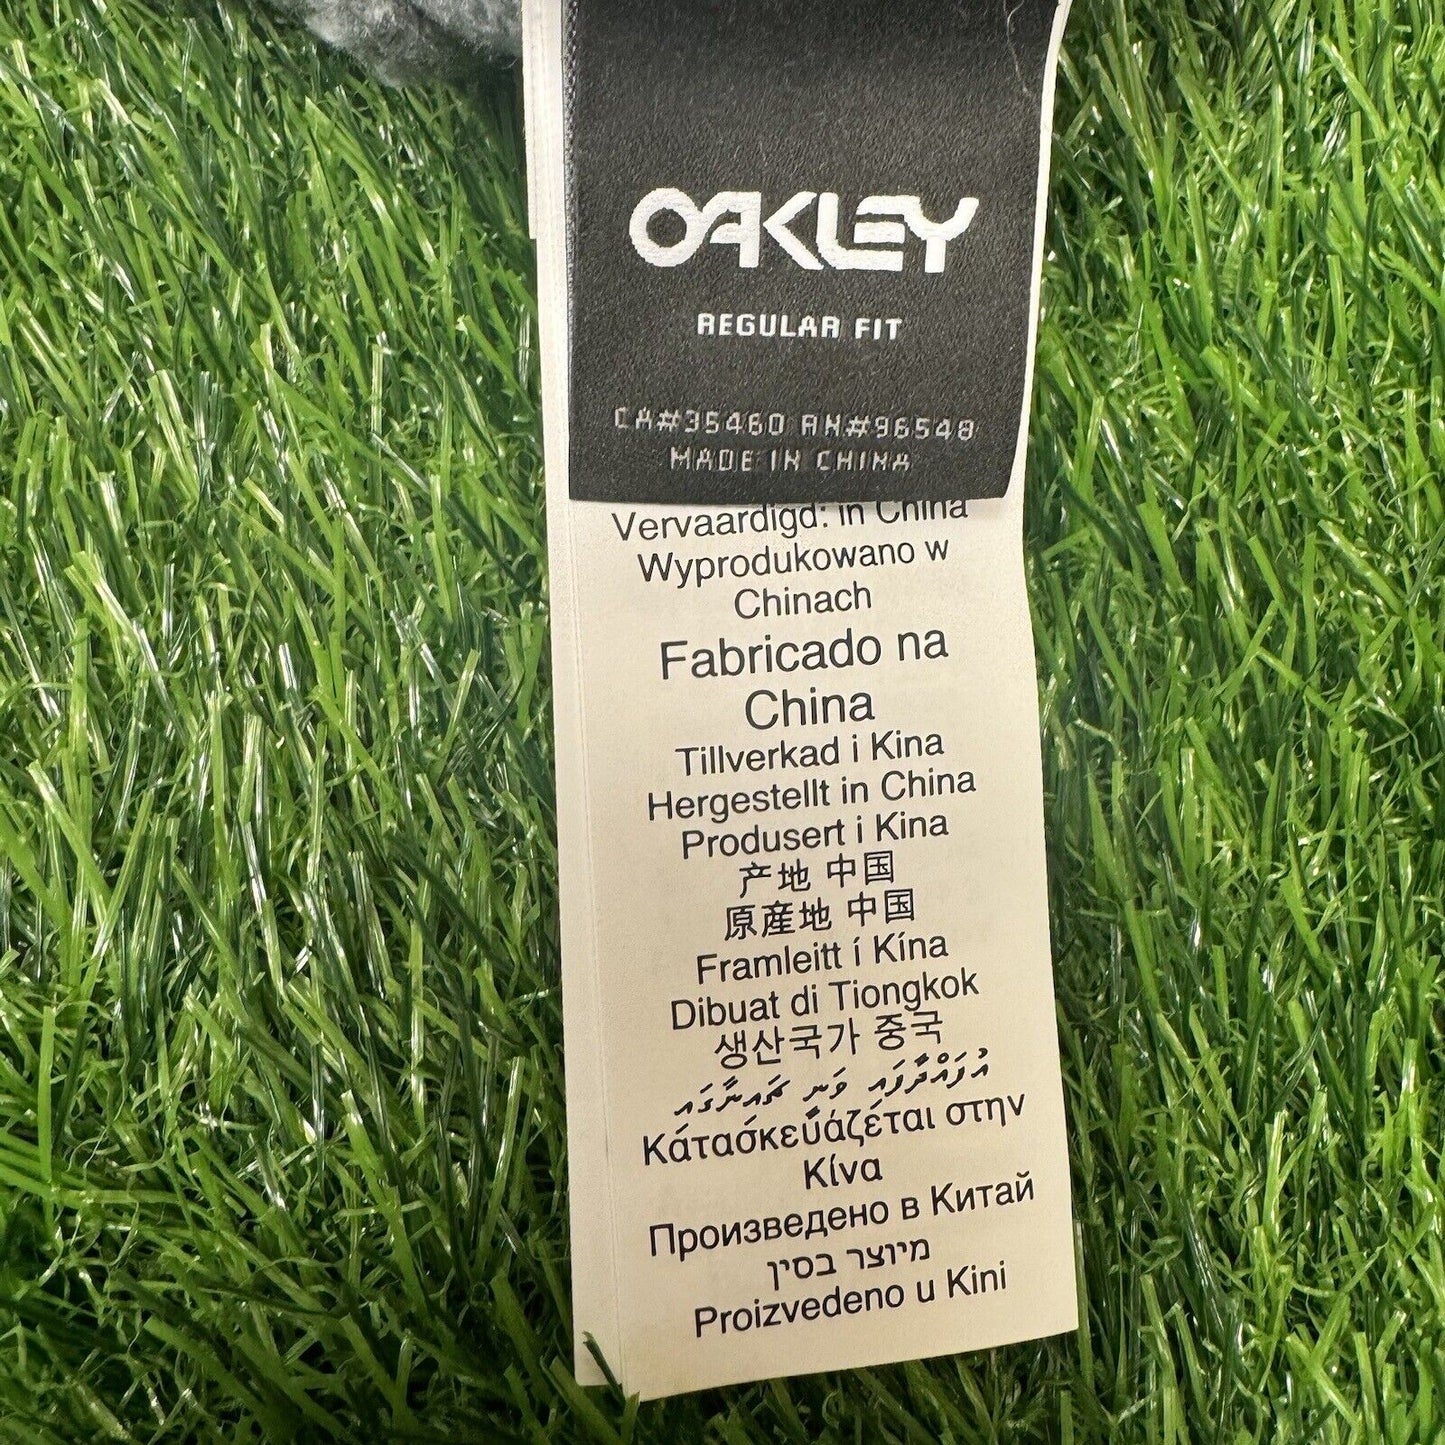 OAKLEY
REGULAR FIT
CA#35460 RN#96548
MADE IN CHINA
Vervaardigd: in China
Wyprodukowano w
Chinach
Fabricado na
China
Tillverkad i Kina
Hergestellt in China
Produsert i Kina
产地 中国
原産地 中国
Framleitt í Kína
Dibuat di Tiongkok
생산국가 중국
އުފައްދާފައި ވަނީ ޗައިނާގައި
Κατασκευάζεται στην
Κίνα
Произведено в Китай
מיוצר בסין
Proizvedeno u Kini